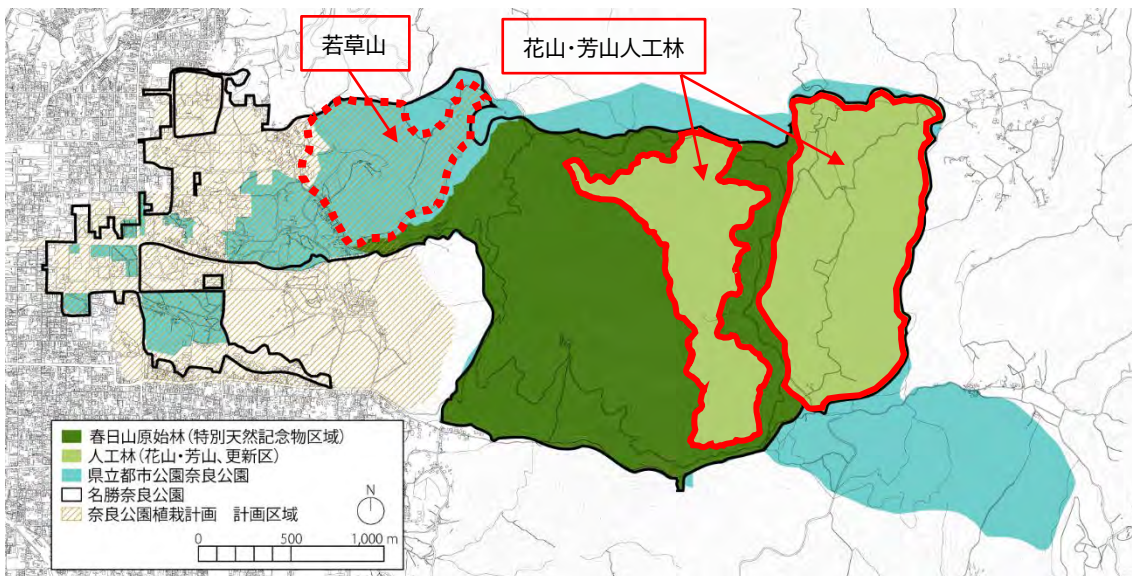 若草山
花山・芳山人工林
春日山原始林(特別天然記念物区域)
人工林(花山・芳山、更新区)
県立都市公園奈良公園
名勝奈良公園
奈良公園植栽計画 計画区域
N
0 500 1,000 m